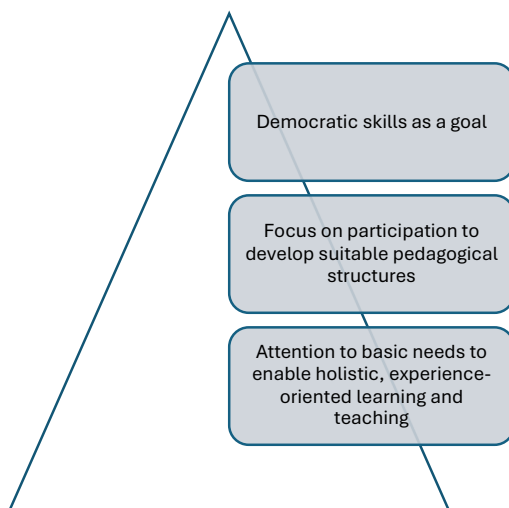 Democratic skills as a goal
Focus on participation to
develop suitable pedagogical
structures
Attention to basic needs to
enable holistic, experience-
oriented learning and
teaching